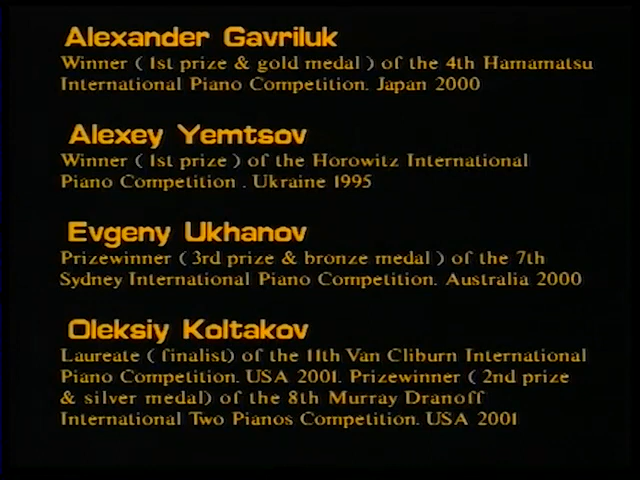 Alexander Gavriluk
Winner ( 1st prize & gold medal ) of the 4th Hamamatsu
International Piano Competition. Japan 2000
Alexey Yemtsov
Winner ( 1st prize ) of the Horowitz International
Piano Competition . Ukraine 1995
Evgeny Ukhanov
Prizewinner ( 3rd prize & bronze medal ) of the 7th
Sydney International Piano Competition. Australia 2000
Oleksiy Koltakov
Laureate ( finalist) of the 11th Van Cliburn International
Piano Competition. USA 2001. Prizewinner ( 2nd prize
& silver medal) of the 8th Murray Dranoff
International Two Pianos Competition. USA 2001